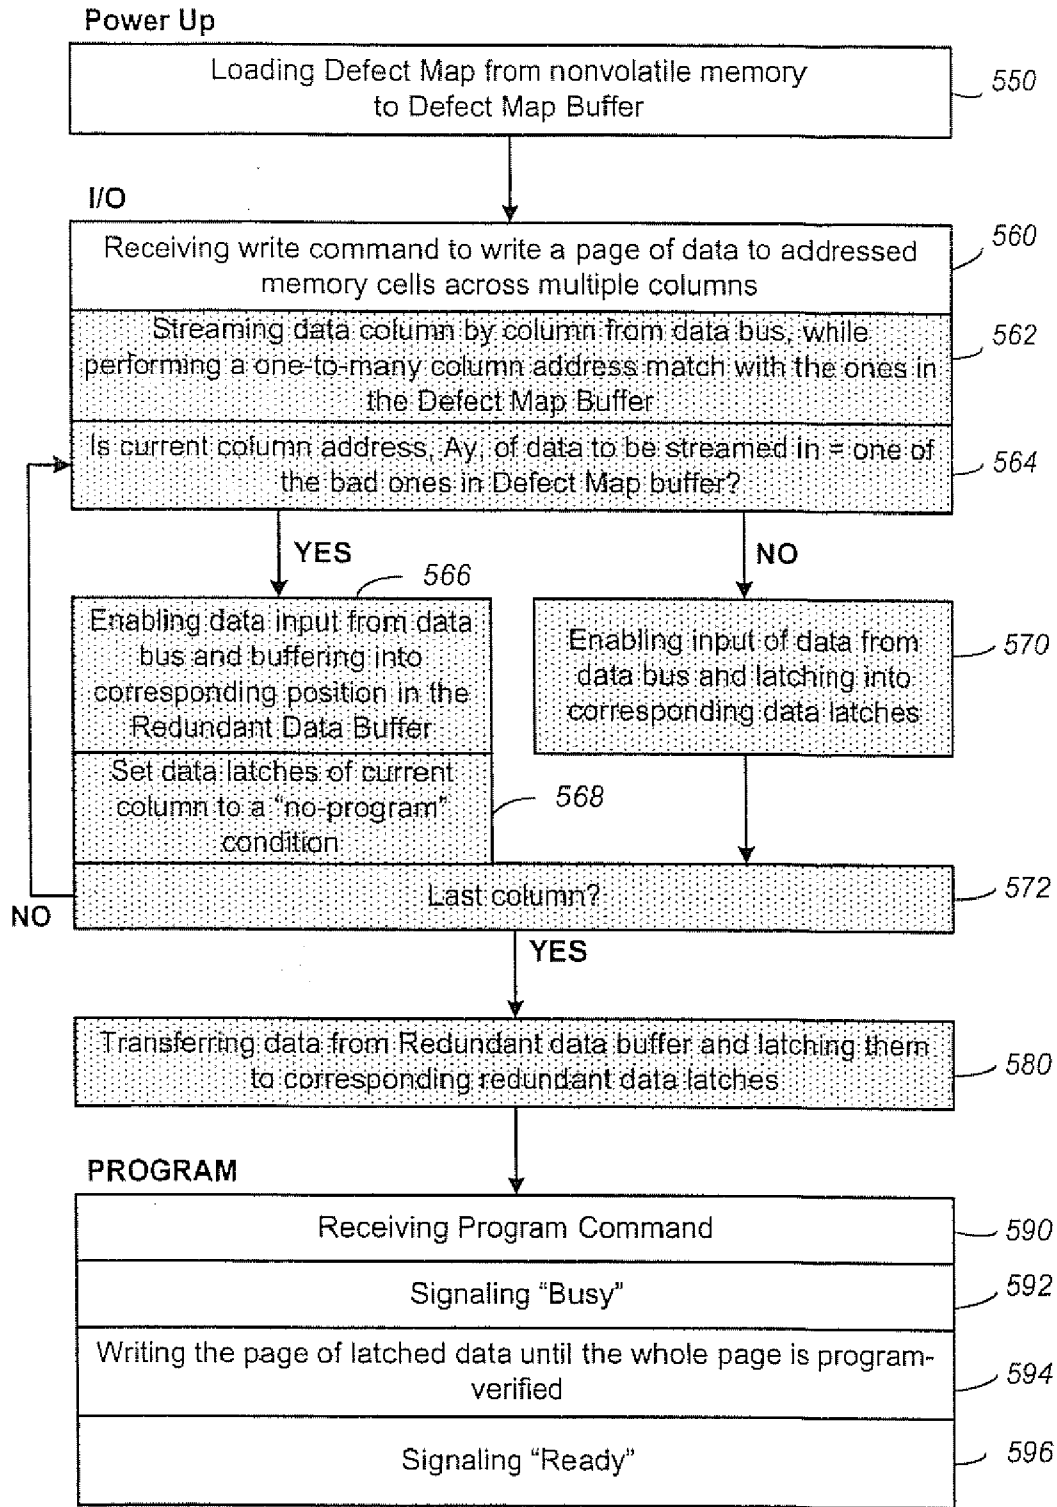 Power Up
Loading Defect Map from nonvolatile memory
to Defect Map Buffer
550
I/O
Receiving write command to write a page of data to addressed
memory cells across multiple columns
560
Streaming data column by column from data bus, while
performing a one-to-many column address match with the ones in
the Defect Map Buffer
562
Is current column address, Ay, of data to be streamed in = one of
the bad ones in Defect Map buffer?
564
YES
NO
566
Enabling data input from data
bus and buffering into
corresponding position in the
Redundant Data Buffer
Enabling input of data from
data bus and latching into
corresponding data latches
570
Set data latches of current
column to a "no-program"
condition
568
Last column?
572
NO
YES
Transferring data from Redundant data buffer and latching them
to corresponding redundant data latches
580
PROGRAM
Receiving Program Command
590
Signaling "Busy"
592
Writing the page of latched data until the whole page is program-
verified
594
Signaling "Ready"
596